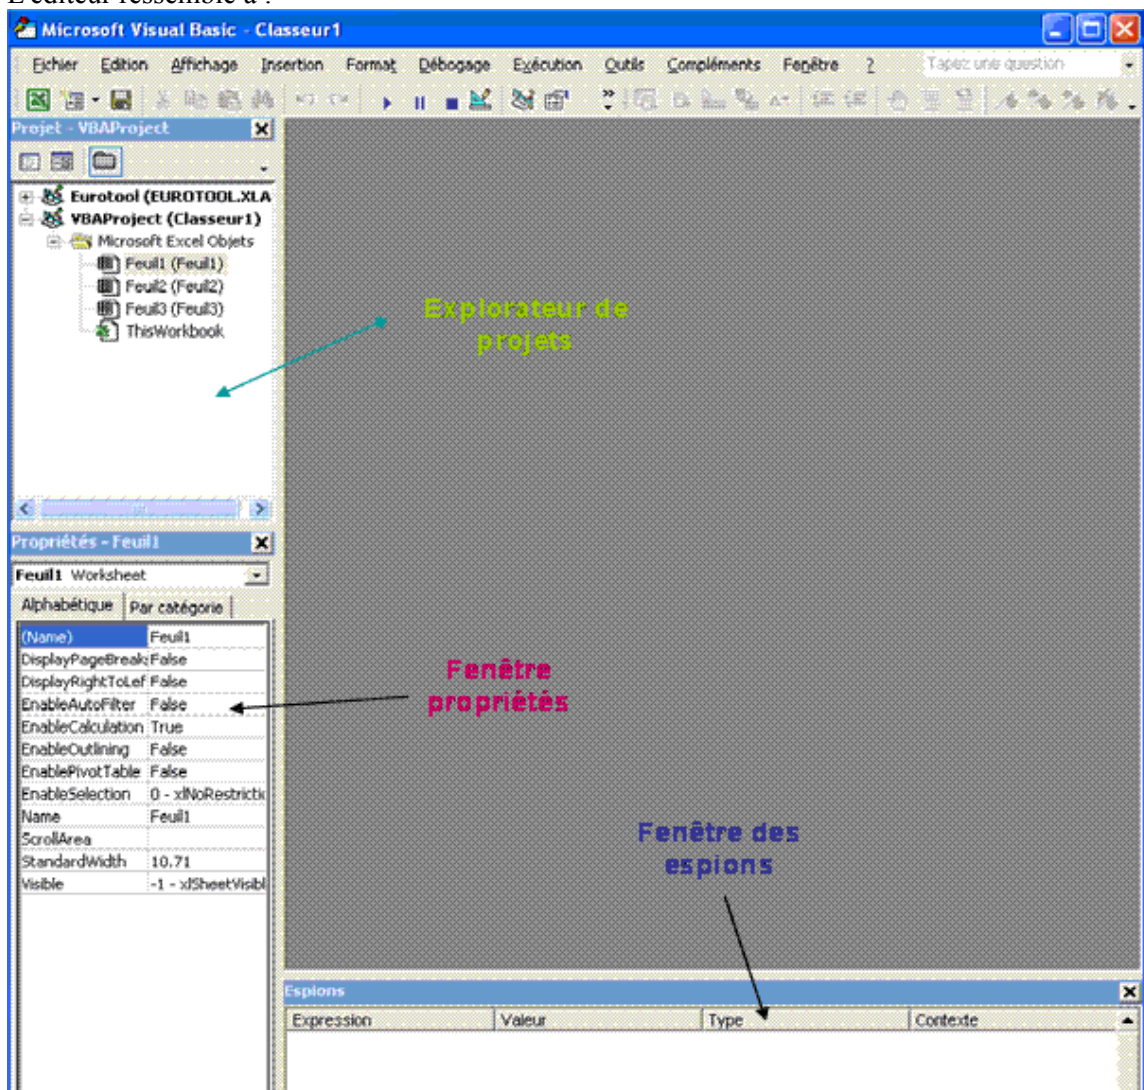 L'éditeur ressemble à :
Microsoft Visual Basic - Classeur1
Fichier Edition Affichage Insertion Format Débogage Exécution Outils Compléments Fenêtre ? Tapez une question
Projet - VBAProject
Eurotool (EUROTOOL.XLA
VBAProject (Classeur1)
Microsoft Excel Objets
Feuil1 (Feuil1)
Feuil2 (Feuil2)
Feuil3 (Feuil3)
ThisWorkbook
Explorateur de
projets
Propriétés - Feuil1
Feuil1 Worksheet
Alphabétique Par catégorie
(Name) Feuil1
DisplayPageBreak: False
DisplayRightToLef False
EnableAutoFilter False
EnableCalculation True
EnableOutlining False
EnablePivotTable False
EnableSelection 0 - xlNoRestrictic
Name Feuil1
ScrollArea
StandardWidth 10,71
Visible -1 - xlSheetVisibl
Fenêtre
propriétés
Fenêtre des
espions
Espions
Expression Valeur Type Contexte